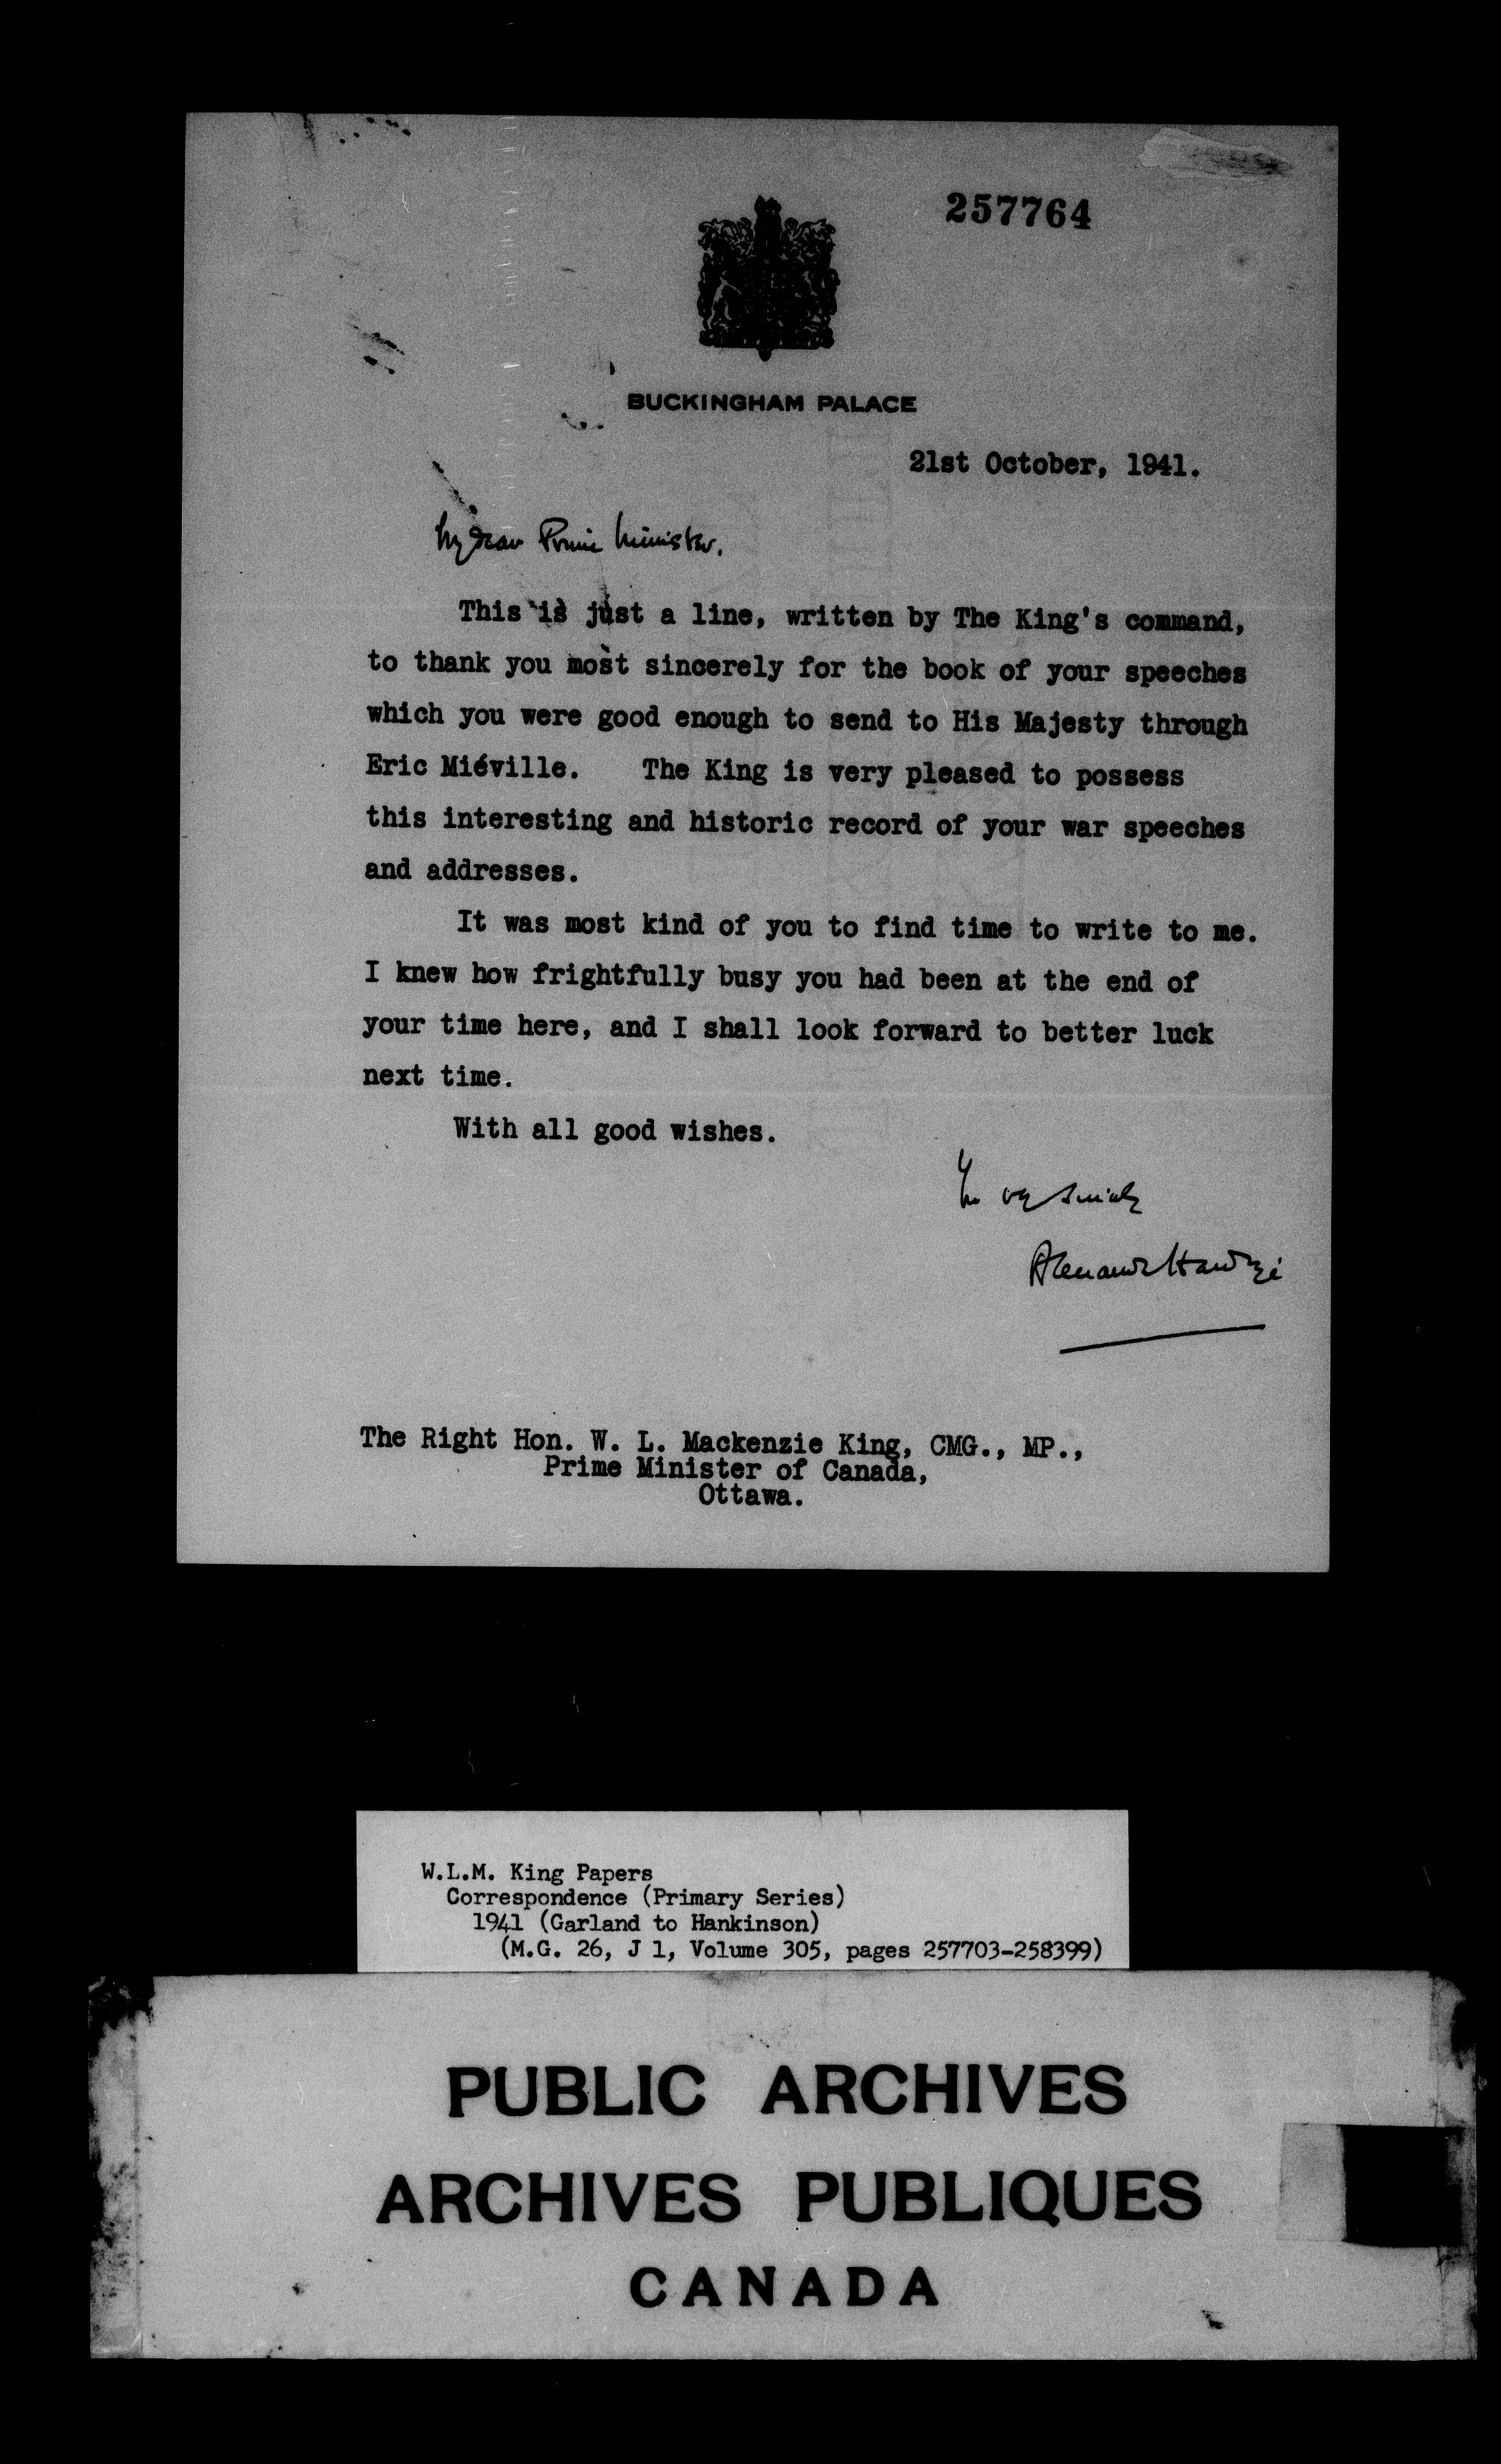 257764
BUCKINGHAM PALACE
21st October, 1941.
My dear Prime Minister,
This is just a line, written by The King's command,
to thank you most sincerely for the book of your speeches
which you were good enough to send to His Majesty through
Eric Miéville. The King is very pleased to possess
this interesting and historic record of your war speeches
and addresses.
It was most kind of you to find time to write to me.
I knew how frightfully busy you had been at the end of
your time here, and I shall look forward to better luck
next time.
With all good wishes.
Yrs very sincerely
Alexander Hardinge
The Right Hon. W. L. Mackenzie King, CMG., MP.,
Prime Minister of Canada,
Ottawa.
W.L.M. King Papers
Correspondence (Primary Series)
1941 (Garland to Hankinson)
(M.G. 26, J 1, Volume 305, pages 257703-258399)
PUBLIC ARCHIVES
ARCHIVES PUBLIQUES
CANADA